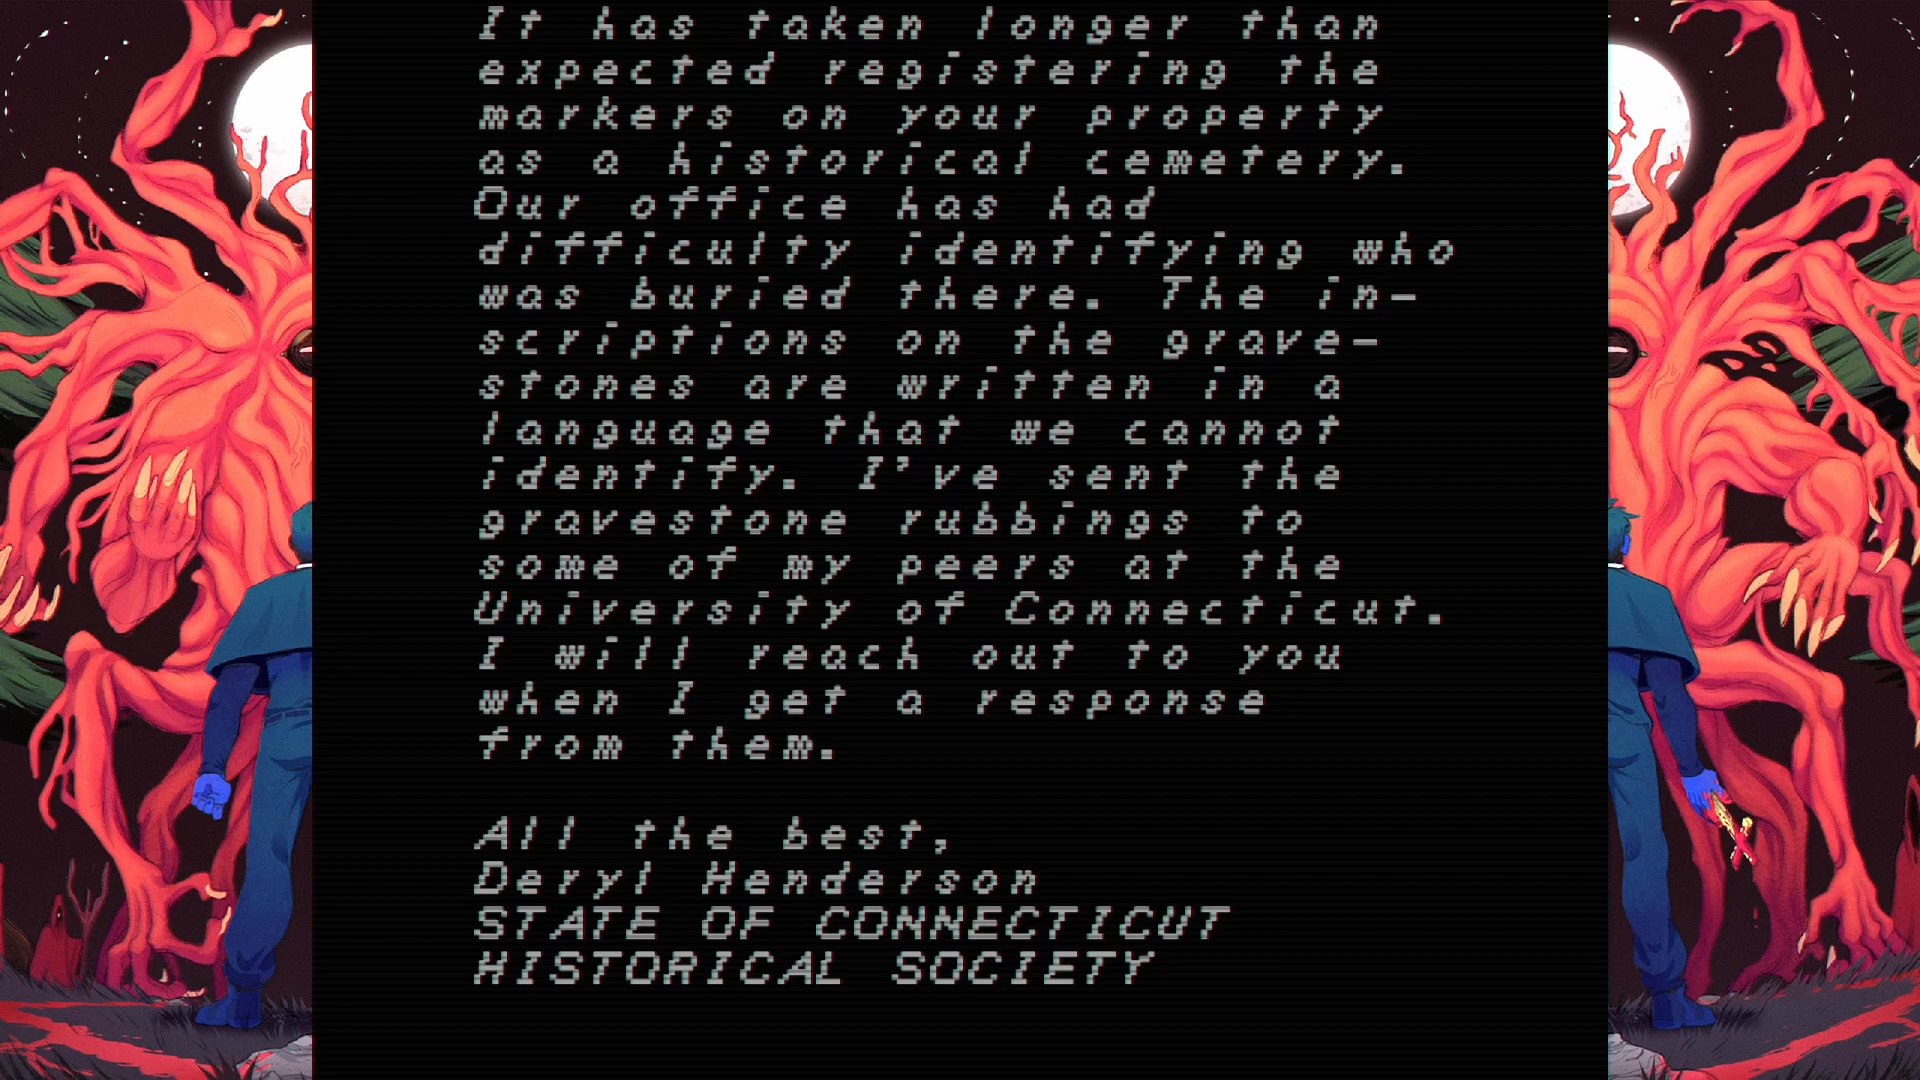 It has taken longer than
expected registering the
markers on your property
as a historical cemetery.
Our office has had
difficulty identifying who
was buried there. The in-
scriptions on the grave-
stones are written in a
language that we cannot
identify. I've sent the
gravestone rubbings to
some of my peers at the
University of Connecticut.
I will reach out to you
when I get a response
from them.
All the best,
Deryl Henderson
STATE OF CONNECTICUT
HISTORICAL SOCIETY